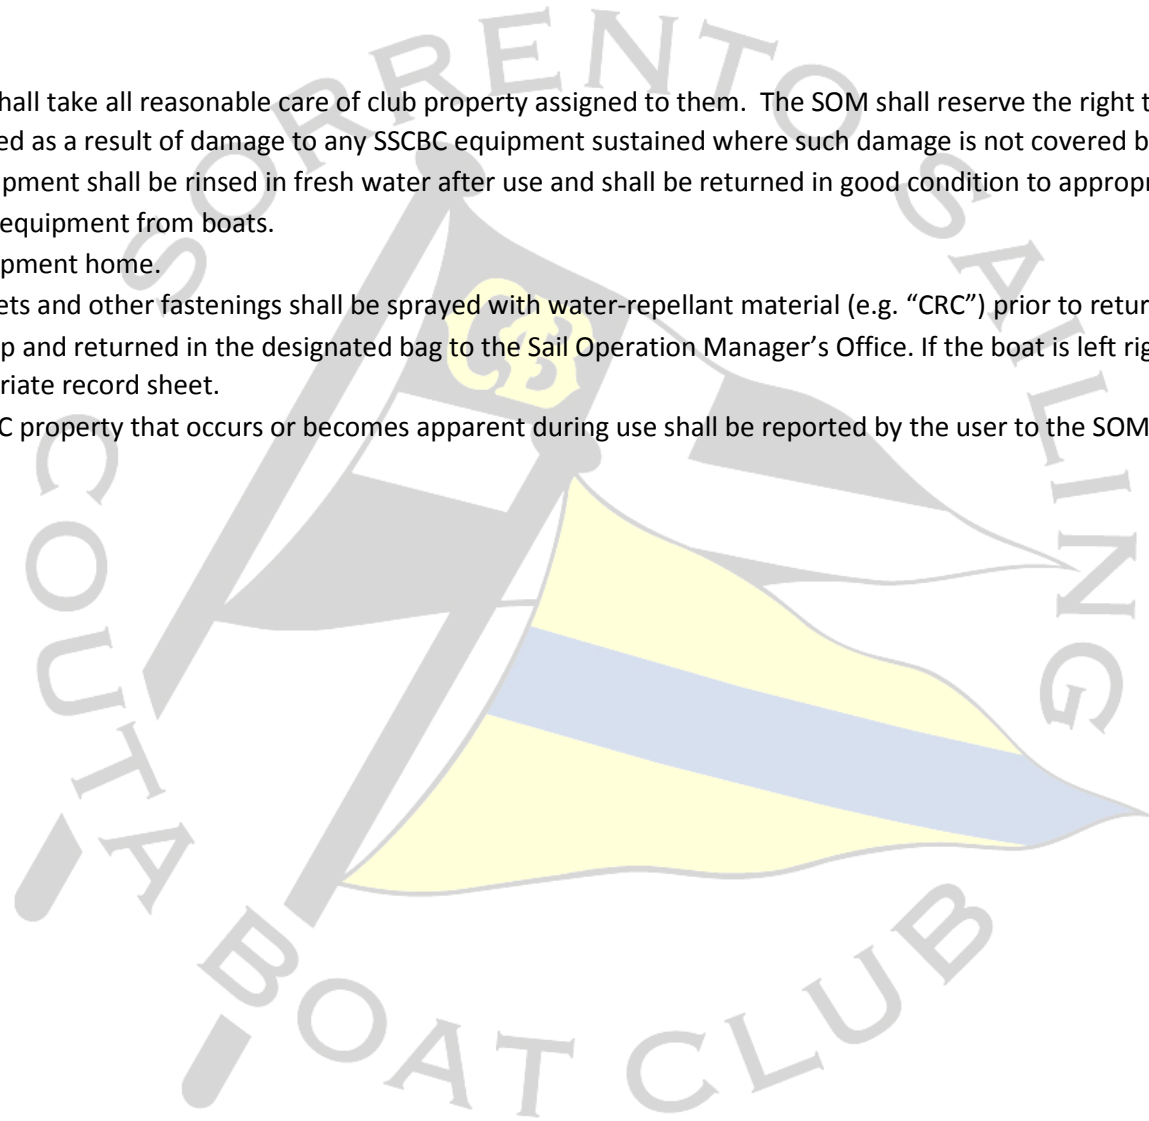 hall take all reasonable care of club property assigned to them. The SOM shall reserve the right t
ed as a result of damage to any SSCBC equipment sustained where such damage is not covered b
ipment shall be rinsed in fresh water after use and shall be returned in good condition to appropr
equipment from boats.
pment home.
ets and other fastenings shall be sprayed with water-repellant material (e.g. “CRC”) prior to retur
p and returned in the designated bag to the Sail Operation Manager’s Office. If the boat is left rig
riate record sheet.
C property that occurs or becomes apparent during use shall be reported by the user to the SOM
SORRENTO SAILING
COUTA BOAT CLUB
CB